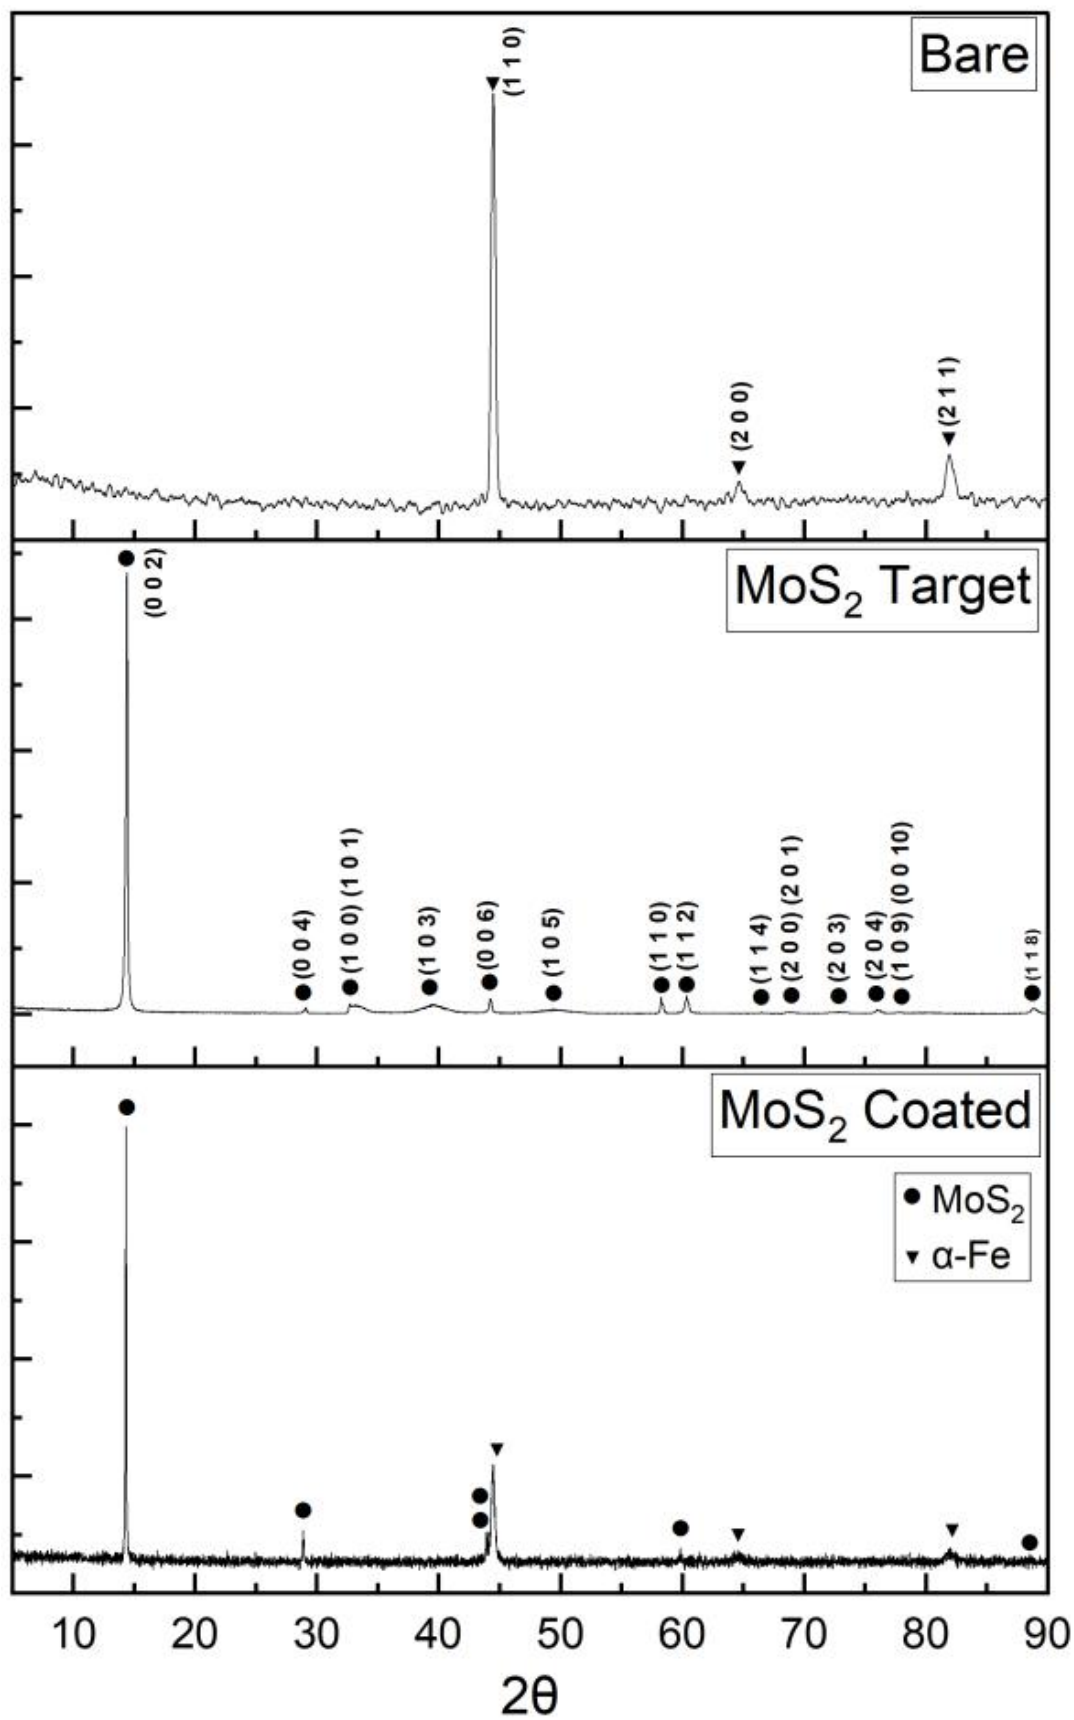 Bare
(1 1 0)
(2 0 0)
(2 1 1)
MoS₂ Target
(0 0 2)
(0 0 4)
(1 0 0) (1 0 1)
(1 0 3)
(0 0 6)
(1 0 5)
(1 1 0)
(1 1 2)
(1 1 4)
(2 0 0) (2 0 1)
(2 0 3)
(2 0 4)
(1 0 9) (0 0 10)
(1 1 8)
MoS₂ Coated
MoS₂
α-Fe
10 20 30 40 50 60 70 80 90
2θ